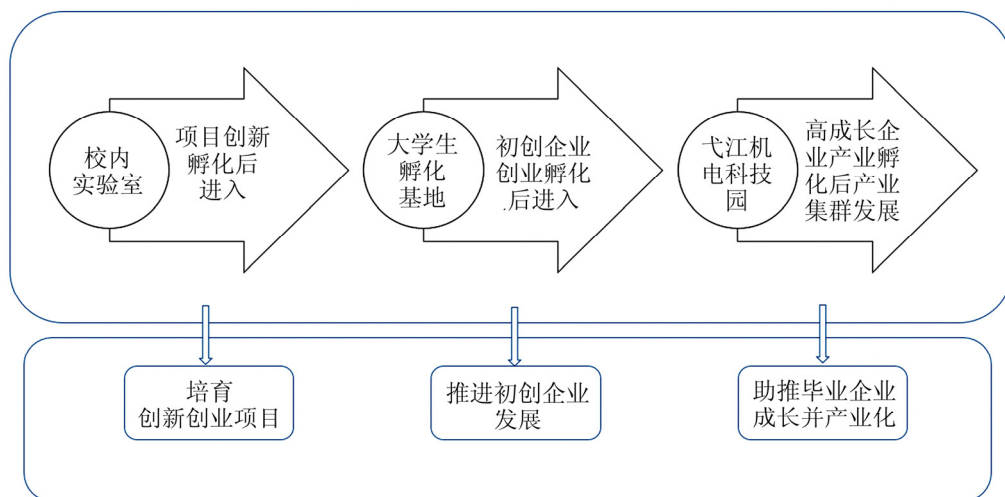 校内
实验室
项目创新
孵化后
进入
大学生
孵化
基地
初创企业
创业孵化
.后进入
弋江机
电科技
园
高成长企
业产业孵
化后产业
集群发展
培育
创新创业项目
推进初创企业
发展
助推毕业企业
成长并产业化